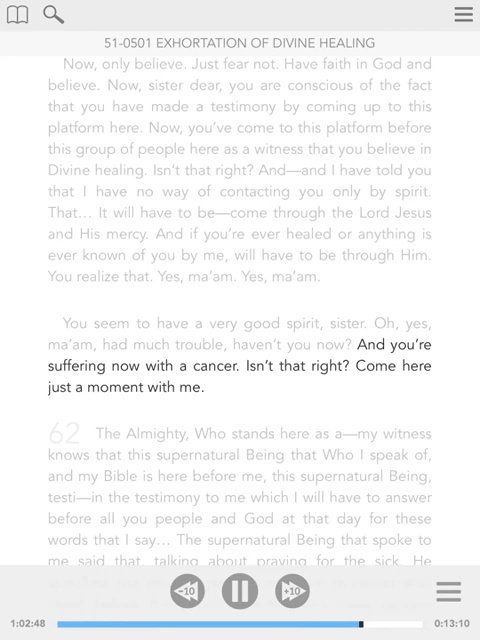 51-0501 EXHORTATION OF DIVINE HEALING
Now, only believe. Just fear not. Have faith in God and
believe. Now, sister dear, you are conscious of the fact
that you have made a testimony by coming up to this
platform here. Now, you've come to this platform before
this group of people here as a witness that you believe in
Divine healing. Isn't that right? And—and I have told you
that I have no way of contacting you only by spirit.
That… It will have to be—come through the Lord Jesus
and His mercy. And if you're ever healed or anything is
ever known of you by me, will have to be through Him.
You realize that. Yes, ma'am. Yes, ma'am.
You seem to have a very good spirit, sister. Oh, yes,
ma'am, had much trouble, haven't you now? And you're
suffering now with a cancer. Isn't that right? Come here
just a moment with me.
62 The Almighty, Who stands here as a—my witness
knows that this supernatural Being that Who I speak of,
and my Bible is here before me, this supernatural Being,
testi—in the testimony to me which I will have to answer
before all you people and God at that day for these
words that I say… The supernatural Being that spoke to
me said that, talking about praying for the sick. He
-10 +10
1:02:48 0:13:10